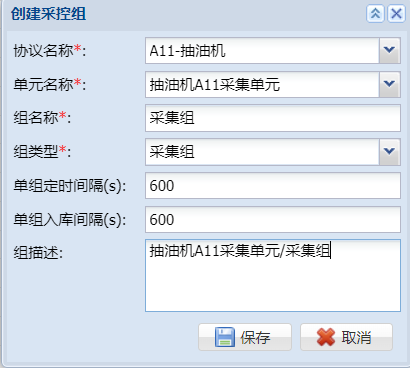 创建采控组
协议名称*: A11-抽油机
单元名称*: 抽油机A11采集单元
组名称*: 采集组
组类型*: 采集组
单组定时间隔(s): 600
单组入库间隔(s): 600
组描述: 抽油机A11采集单元/采集组
保存 取消